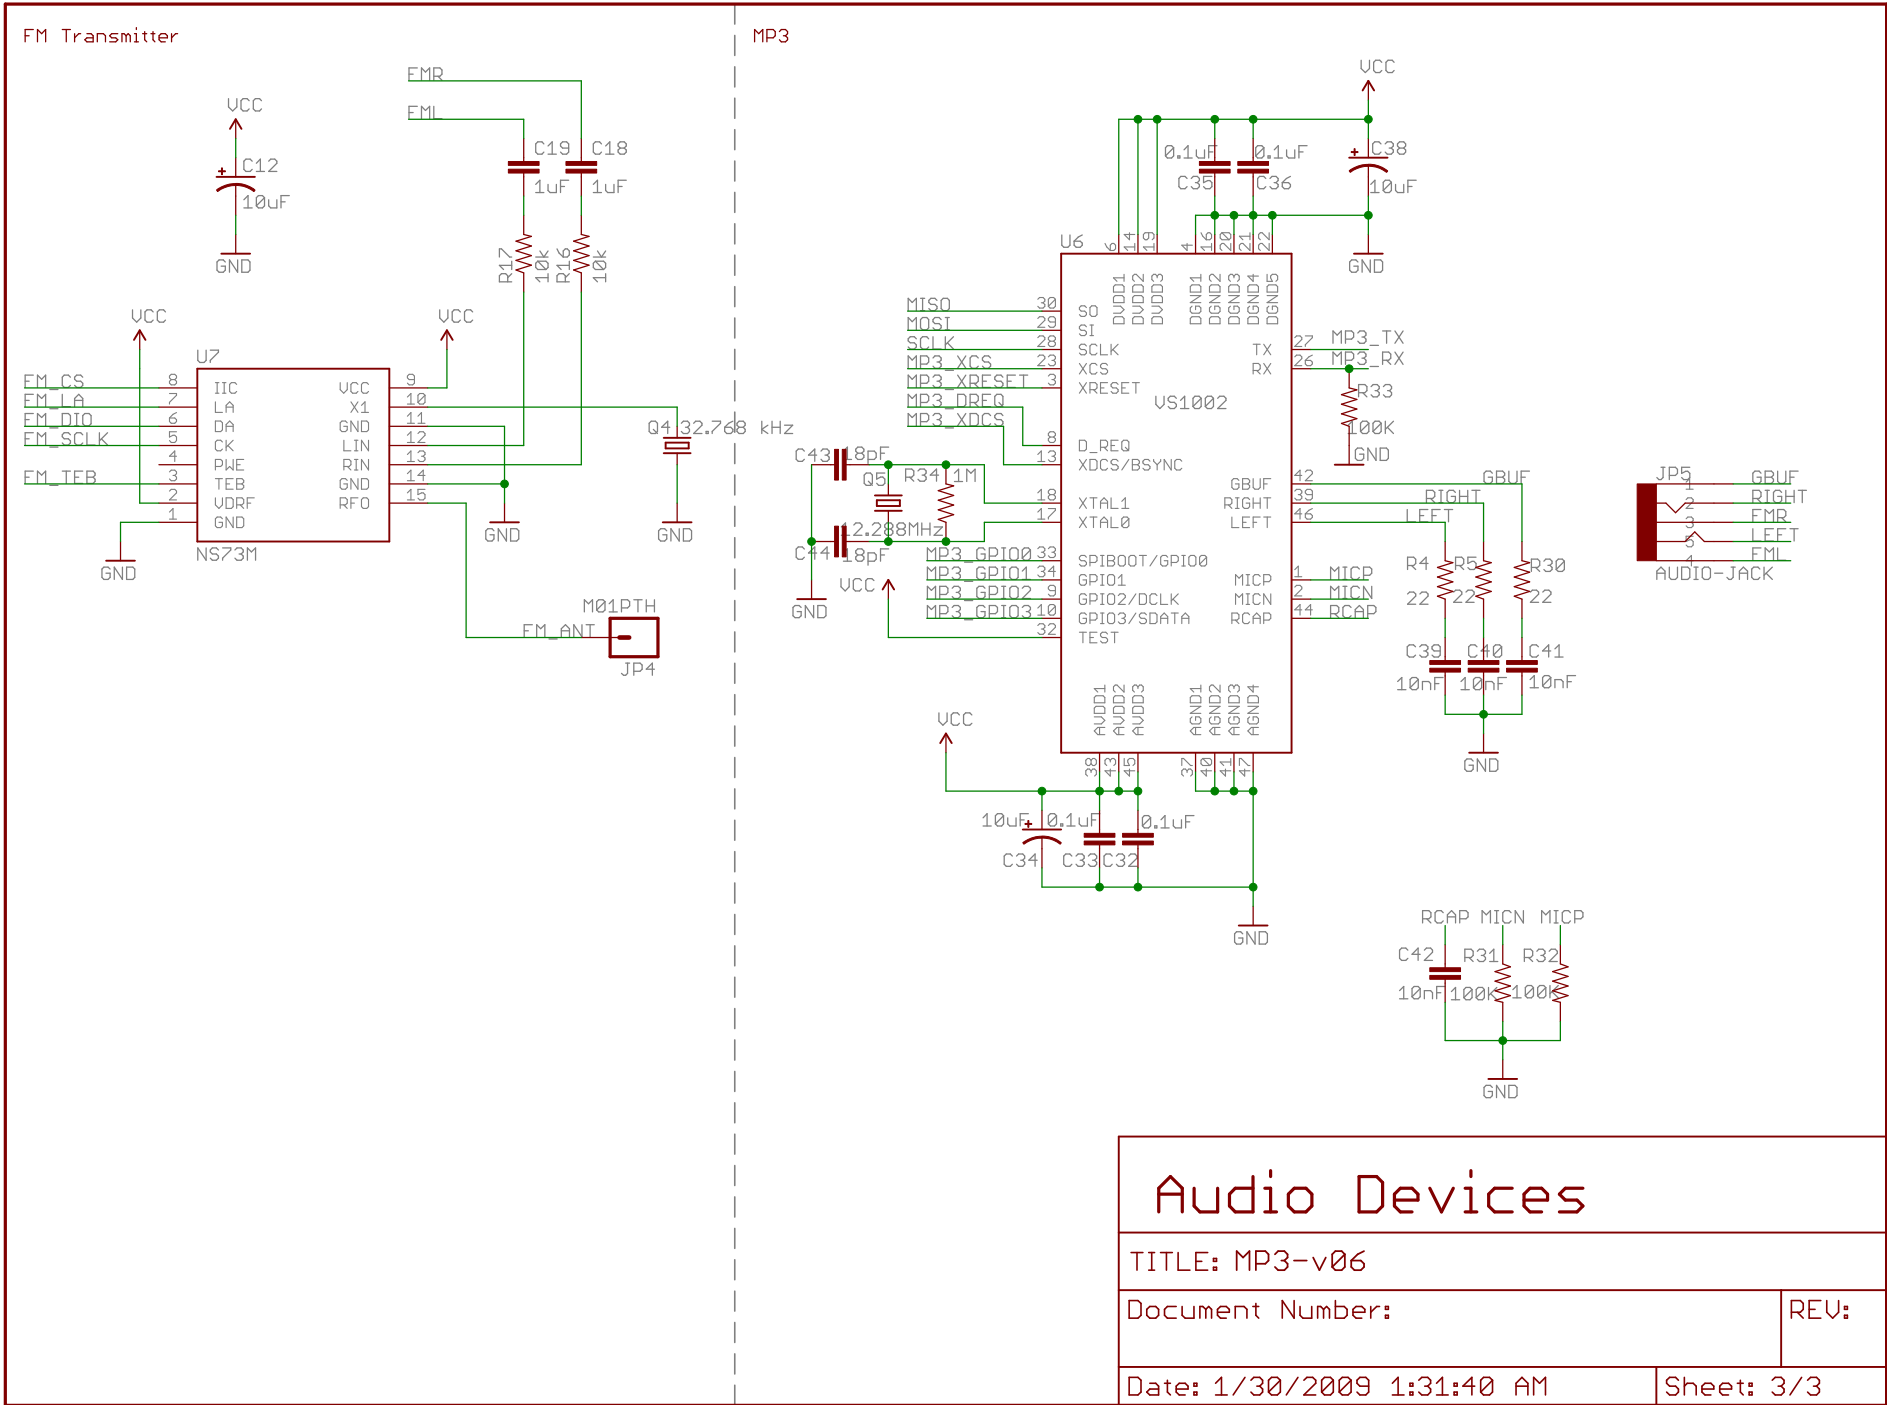 FM Transmitter
FMR
FML
VCC
C12
10uF
GND
C19
C18
1uF
1uF
R17
10k
R16
10k
VCC
VCC
U7
FM_CS
FM_LA
FM_DIO
FM_SCLK
FM_TEB
8 IIC VCC 9
7 LA X1 10
6 DA GND 11
5 CK LIN 12
4 PWE RIN 13
3 TEB GND 14
2 VDRF RFO 15
1 GND
NS73M
GND
GND
Q4 32.768 kHz
GND
M01PTH
FM_ANT
JP4
MP3
VCC
0.1uF
0.1uF
C38
C35
C36
10uF
GND
U6
6 14 19 4 16 20 21 22
DVDD1 DVDD2 DVDD3 DGND1 DGND2 DGND3 DGND4 DGND5
MISO 30 SO
MOSI 29 SI
SCLK 28 SCLK
MP3_XCS 23 XCS
MP3_XRESET 3 XRESET
MP3_DREQ 8 D_REQ
MP3_XDCS 13 XDCS/BSYNC
18 XTAL1
17 XTAL0
MP3_GPIO0 33 SPIBOOT/GPIO0
MP3_GPIO1 34 GPIO1
MP3_GPIO2 9 GPIO2/DCLK
MP3_GPIO3 10 GPIO3/SDATA
32 TEST
VS1002
TX 27 MP3_TX
RX 26 MP3_RX
R33
100K
GND
GBUF 42 GBUF
RIGHT 39 RIGHT
LEFT 46 LEFT
MICP 1 MICP
MICN 2 MICN
RCAP 44 RCAP
C43 18pF
Q5
R34 1M
12.288MHz
C44 18pF
VCC
GND
R4 R5 R30
22 22 22
C39 C40 C41
10nF 10nF 10nF
GND
JP5
1 GBUF
2 RIGHT
3 FMR
5 LEFT
4 FML
AUDIO-JACK
AVDD1 AVDD2 AVDD3 AGND1 AGND2 AGND3 AGND4
38 43 45 37 40 41 47
VCC
10uF 0.1uF 0.1uF
C34 C33 C32
GND
RCAP MICN MICP
C42 R31 R32
10nF 100K 100K
GND
Audio Devices
TITLE: MP3-v06
Document Number:
REV:
Date: 1/30/2009 1:31:40 AM
Sheet: 3/3